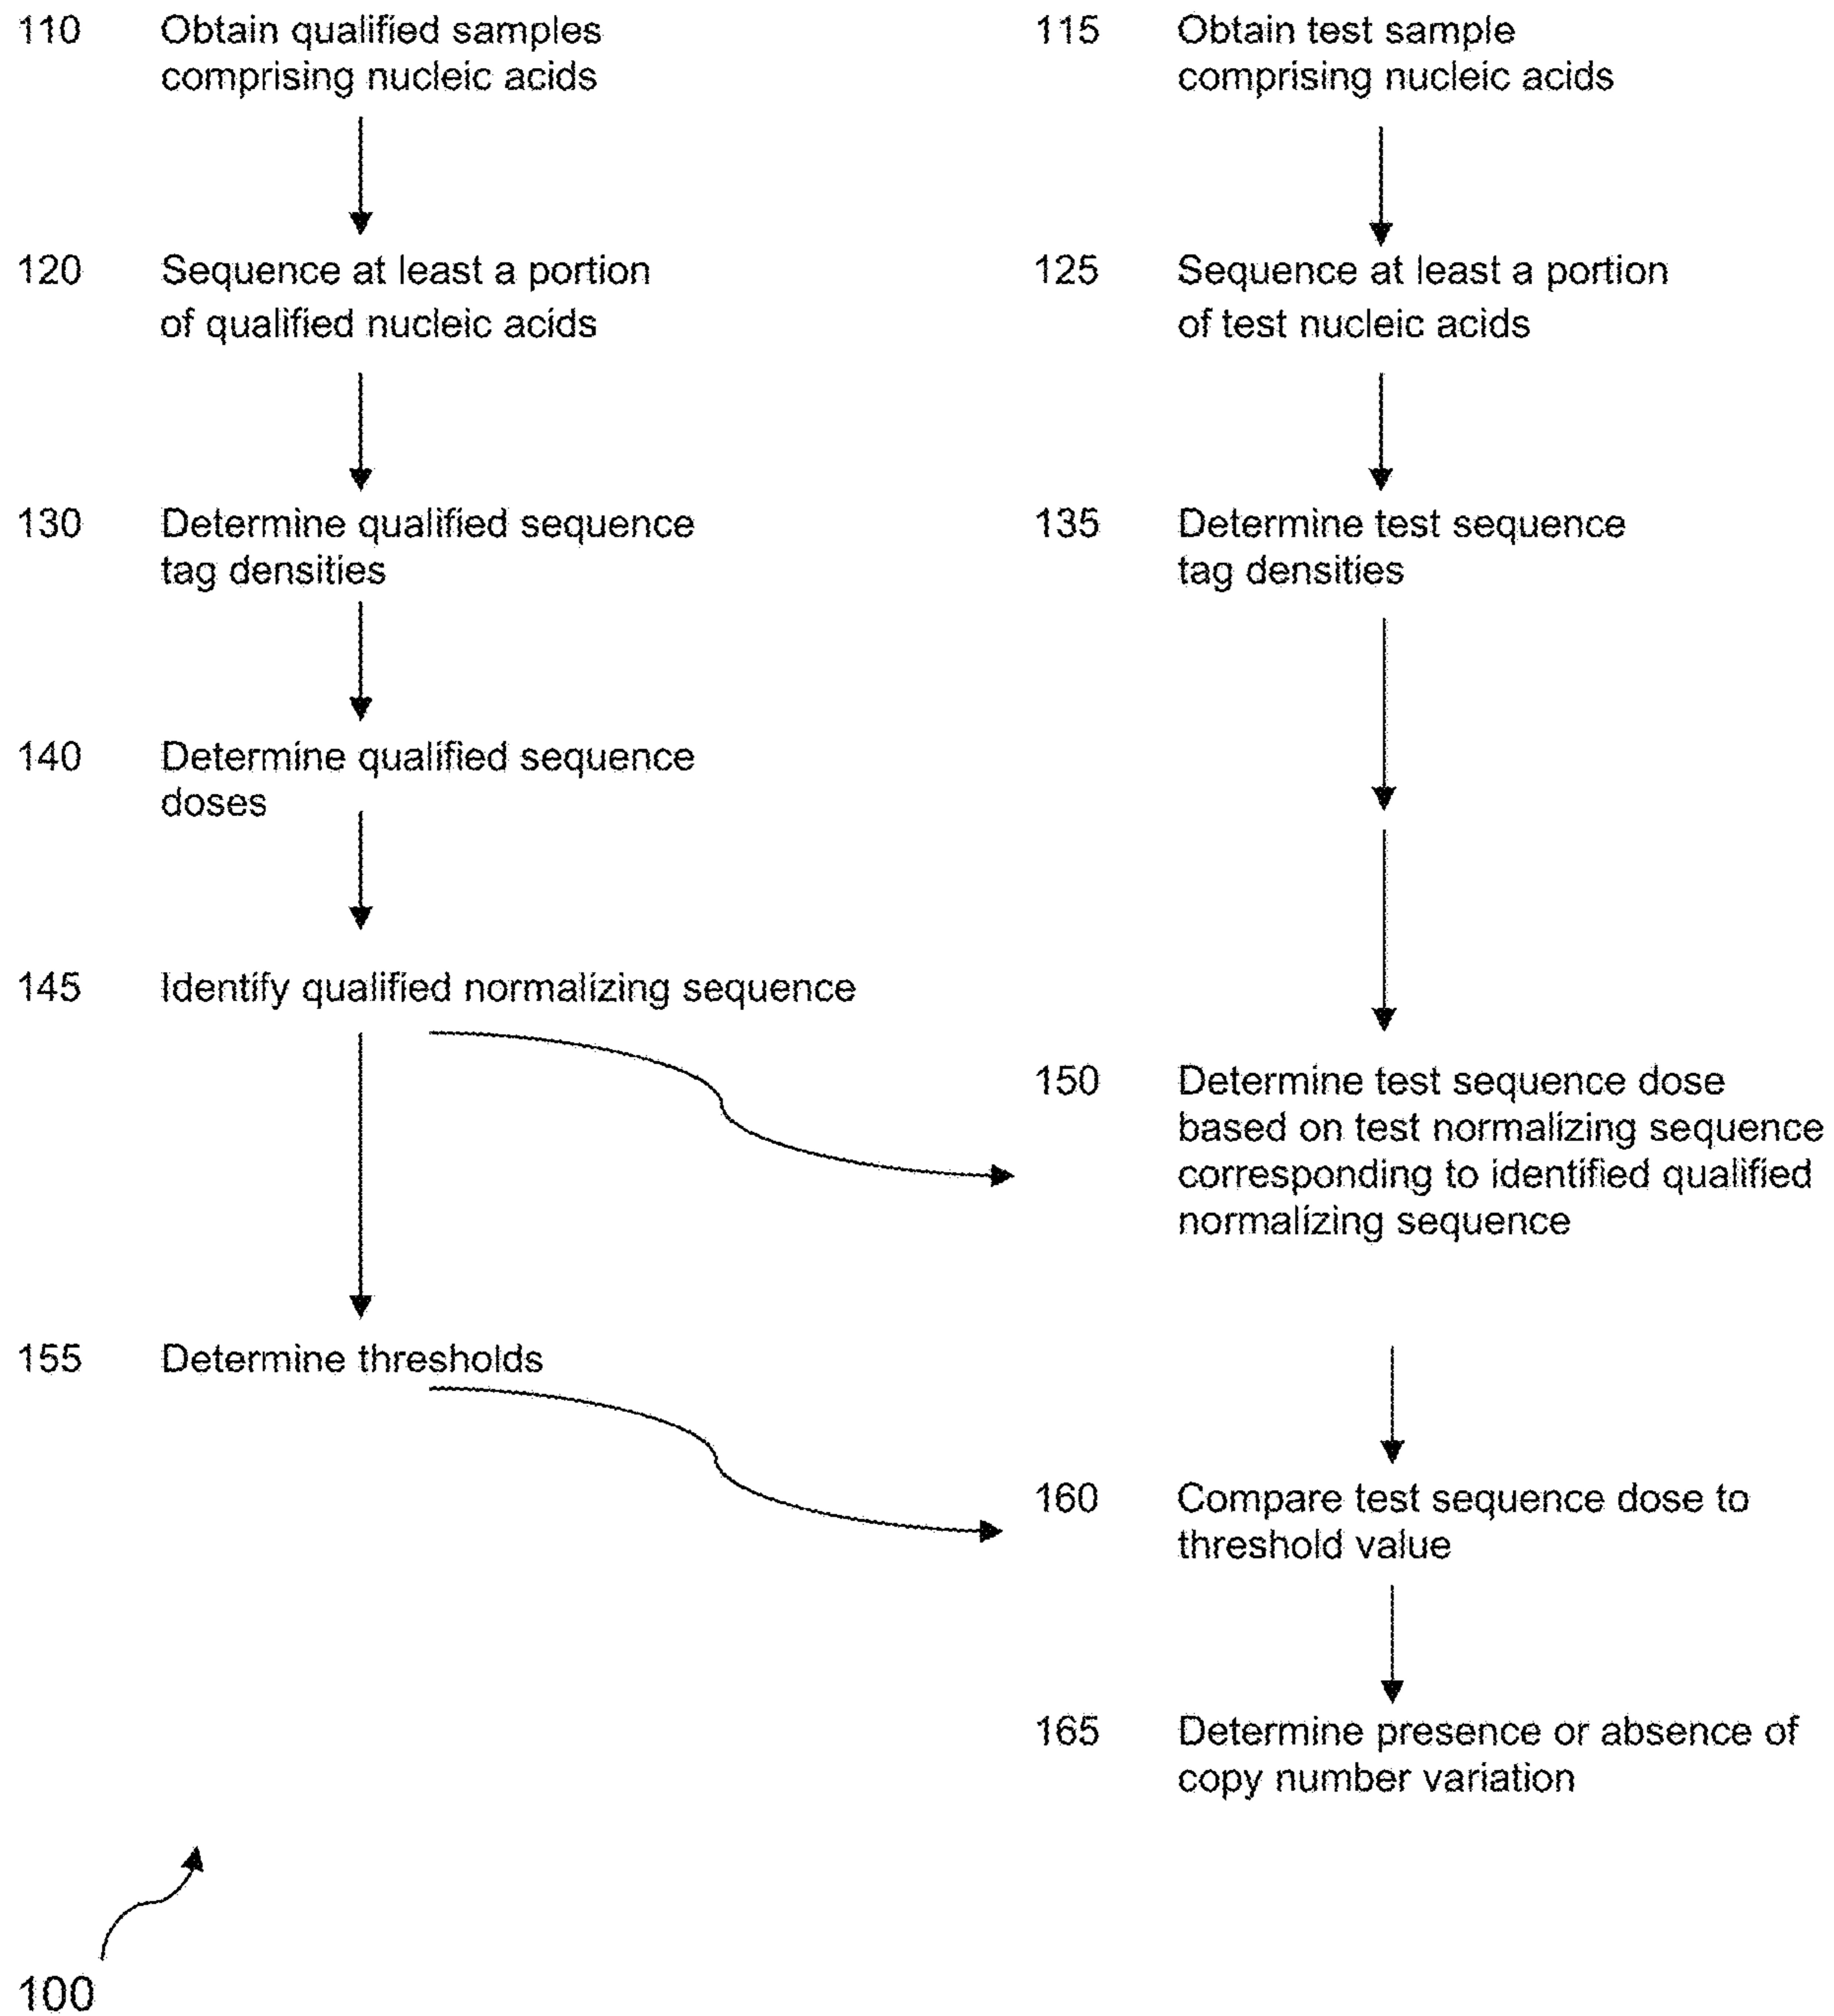 110 Obtain qualified samples
comprising nucleic acids
120 Sequence at least a portion
of qualified nucleic acids
130 Determine qualified sequence
tag densities
140 Determine qualified sequence
doses
145 Identify qualified normalizing sequence
155 Determine thresholds
115 Obtain test sample
comprising nucleic acids
125 Sequence at least a portion
of test nucleic acids
135 Determine test sequence
tag densities
150 Determine test sequence dose
based on test normalizing sequence
corresponding to identified qualified
normalizing sequence
160 Compare test sequence dose to
threshold value
165 Determine presence or absence of
copy number variation
100